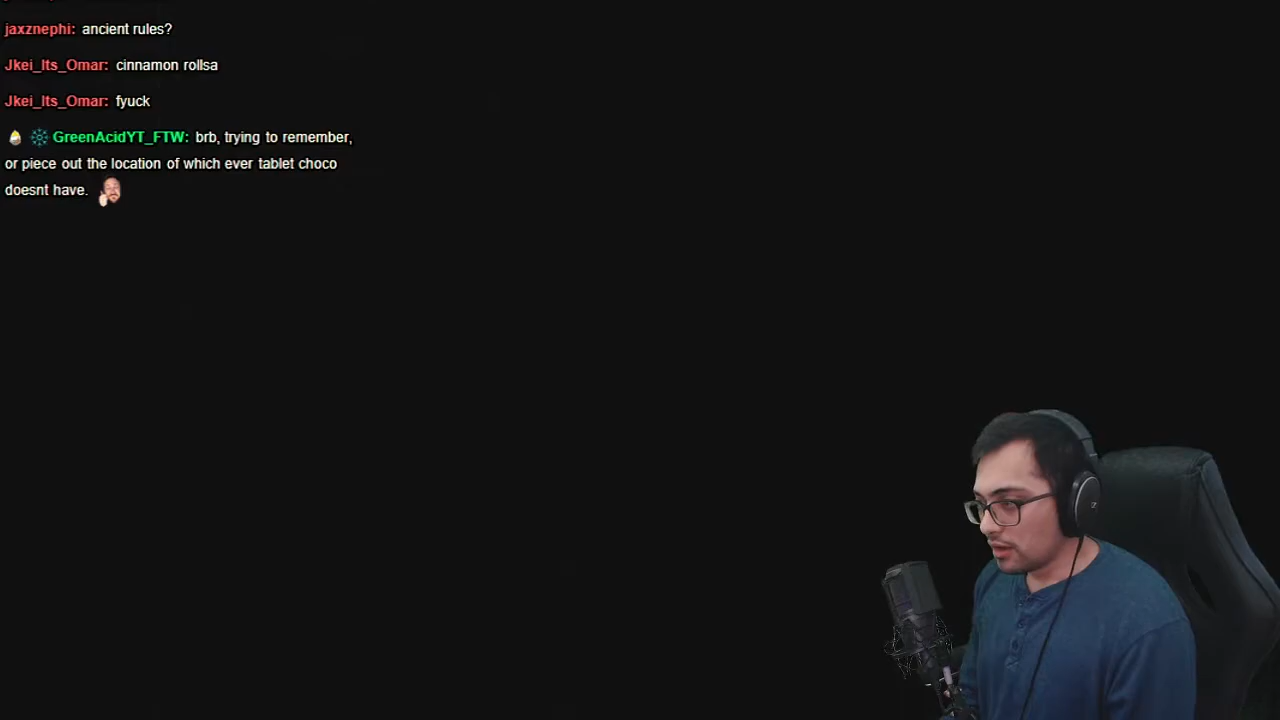 jaxznephi: ancient rules?
Jkei_Its_Omar: cinnamon rollsa
Jkei_Its_Omar: fyuck
GreenAcidYT_FTW: brb, trying to remember,
or piece out the location of which ever tablet choco
doesnt have.